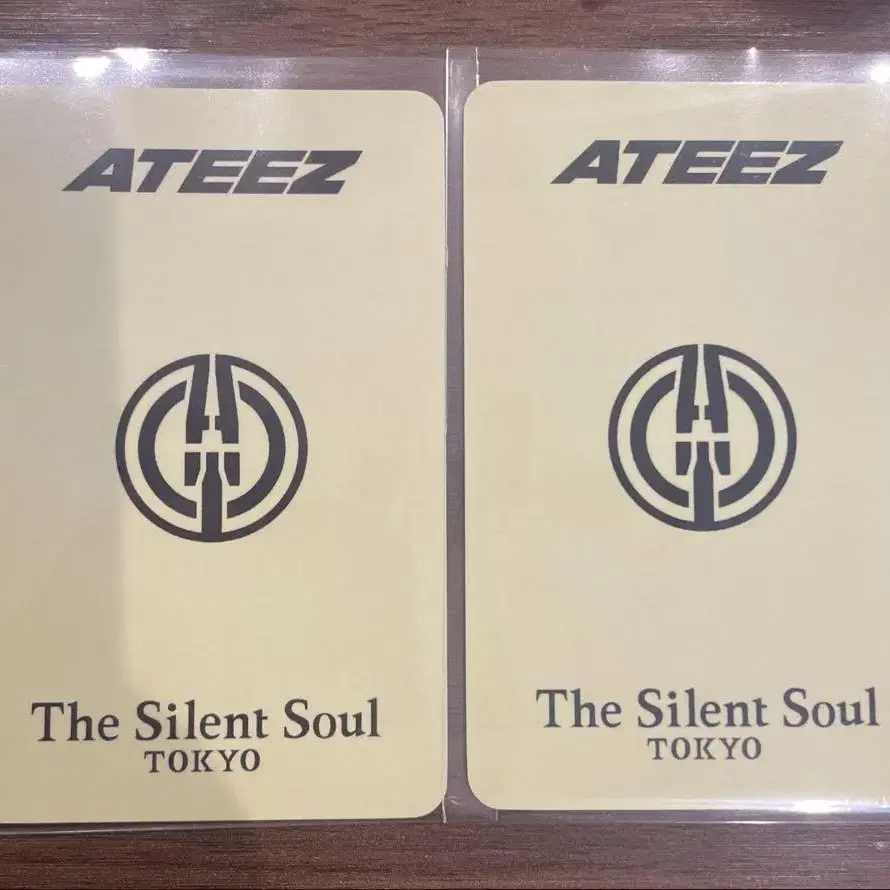 ATEEZ
The Silent Soul
TOKYO
ATEEZ
The Silent Soul
TOKYO